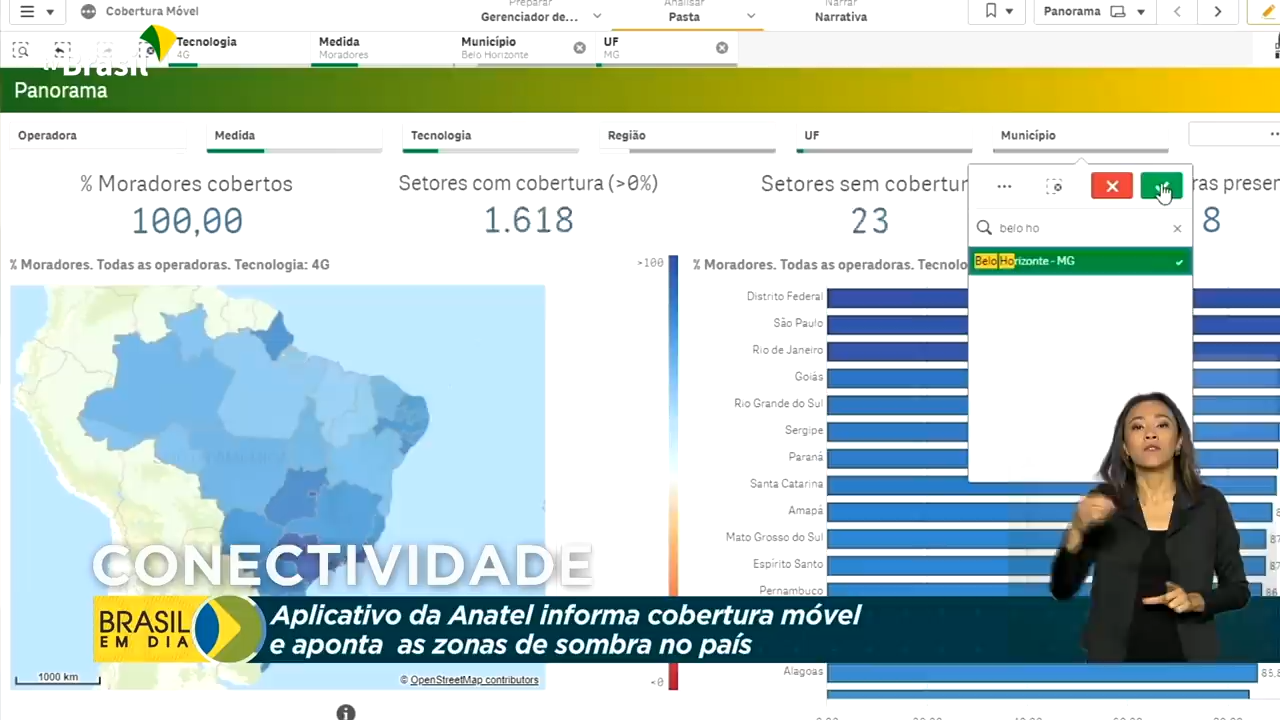 Cobertura Móvel
Preparar
Gerenciador de...
Analisar
Pasta
Narrar
Narrativa
Panorama
Tecnologia
4G
Medida
Moradores
Município
Belo Horizonte
UF
MG
Brasil
Panorama
Operadora
Medida
Tecnologia
Região
UF
Município
% Moradores cobertos
100,00
Setores com cobertura (>0%)
1.618
Setores sem cobertur
23
ras presen
8
belo ho
Belo Horizonte - MG
% Moradores. Todas as operadoras. Tecnologia: 4G
>100
<0
% Moradores. Todas as operadoras. Tecnolo
Distrito Federal
São Paulo
Rio de Janeiro
Goiás
Rio Grande do Sul
Sergipe
Paraná
Santa Catarina
Amapá
Mato Grosso do Sul
Espírito Santo
Pernambuco
Alagoas
85.8
1000 km
© OpenStreetMap contributors
CONECTIVIDADE
BRASIL
EM DIA
Aplicativo da Anatel informa cobertura móvel
e aponta as zonas de sombra no país